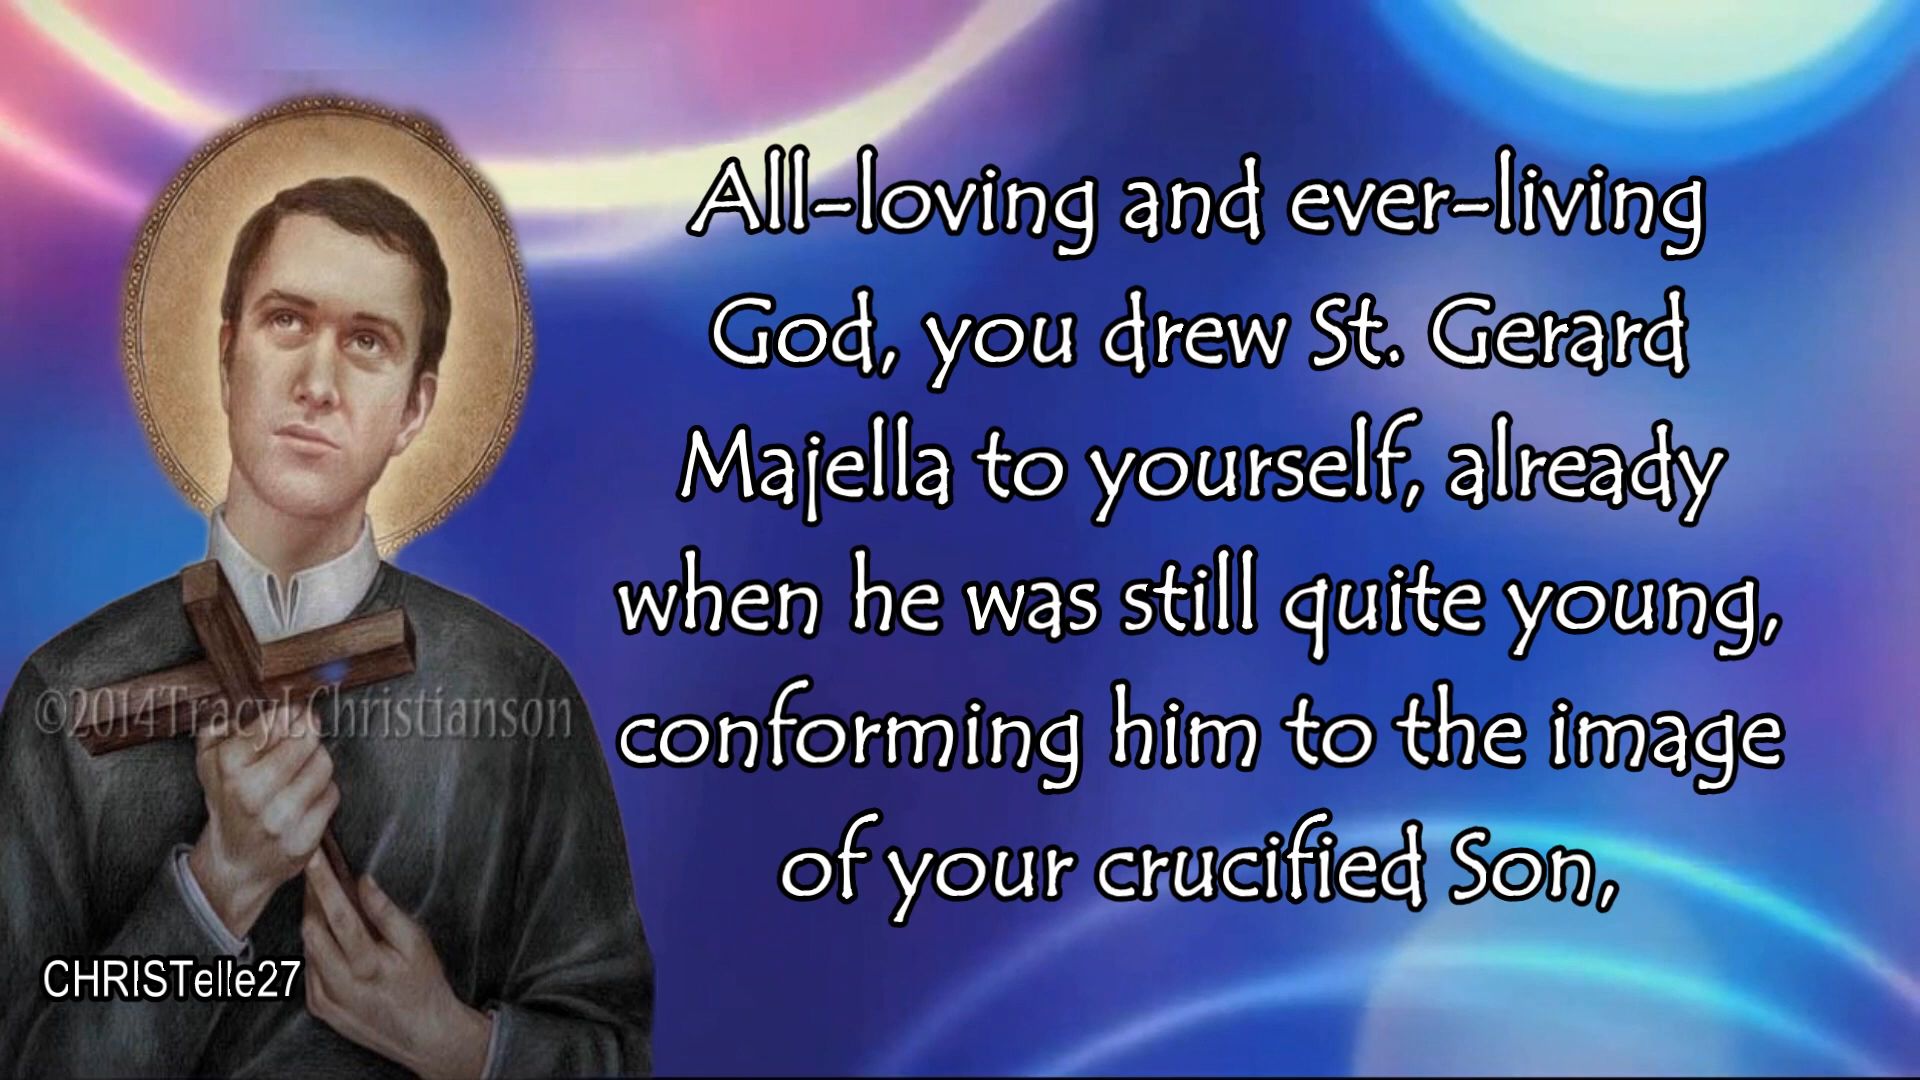 All-loving and ever-living
God, you drew St. Gerard
Majella to yourself, already
when he was still quite young,
conforming him to the image
of your crucified Son,
©2014TracyLChristianson
CHRISTelle27